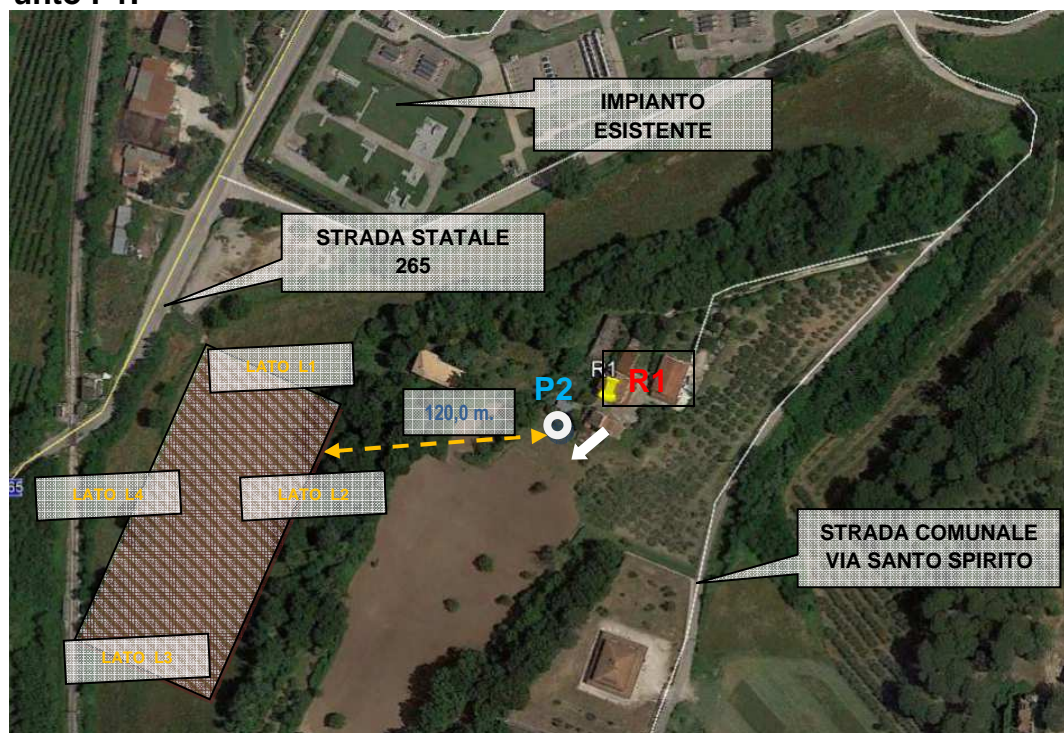 IMPIANTO
ESISTENTE
STRADA STATALE
265
LATO L1
R1
R1
P2
120,0 m.
LATO L4
LATO L2
65
STRADA COMUNALE
VIA SANTO SPIRITO
LATO L3